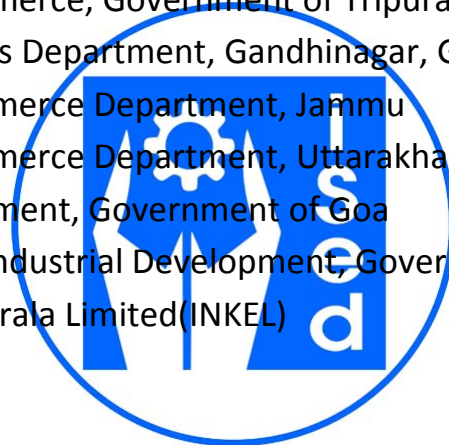 merce, Government of Tripura
s Department, Gandhinagar, G
merce Department, Jammu
merce Department, Uttarakha
ment, Government of Goa
ndustrial Development, Gover
rala Limited(INKEL)
ised